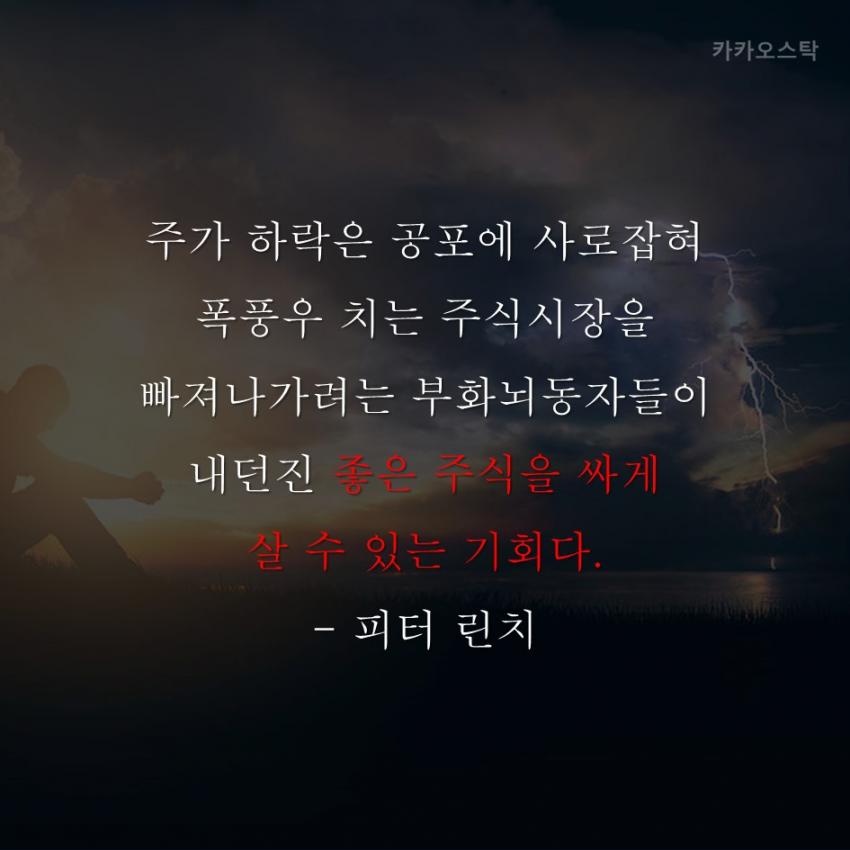 카카오스탁
주가 하락은 공포에 사로잡혀
폭풍우 치는 주식시장을
빠져나가려는 부화뇌동자들이
내던진 좋은 주식을 싸게
살 수 있는 기회다.
- 피터 린치